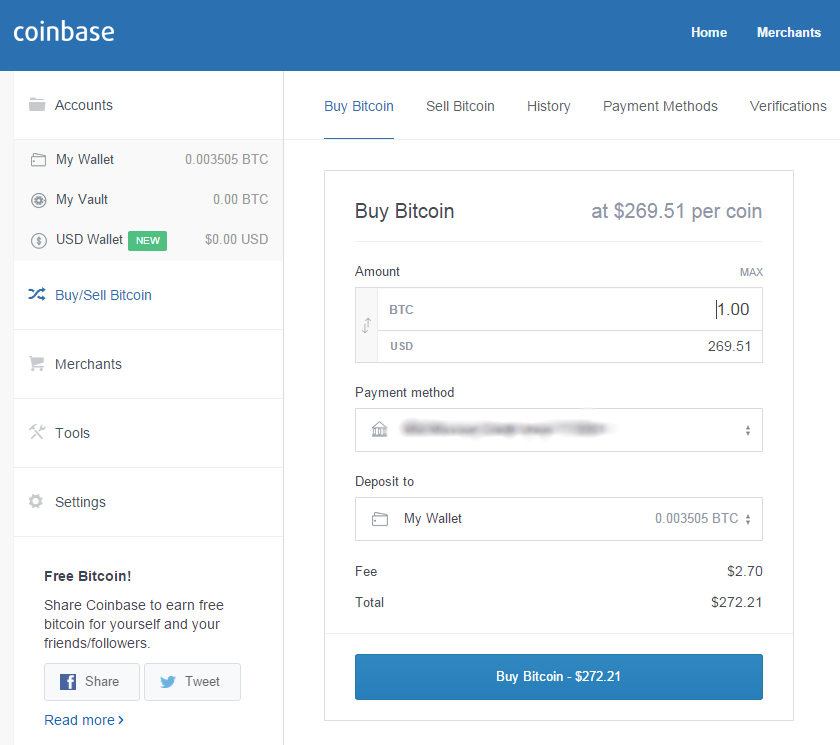 coinbase
Home Merchants
Accounts
My Wallet 0.003505 BTC
My Vault 0.00 BTC
USD Wallet NEW $0.00 USD
Buy/Sell Bitcoin
Merchants
Tools
Settings
Free Bitcoin!
Share Coinbase to earn free
bitcoin for yourself and your
friends/followers.
Share Tweet
Read more
Buy Bitcoin Sell Bitcoin History Payment Methods Verifications
Buy Bitcoin at $269.51 per coin
Amount MAX
BTC 1.00
USD 269.51
Payment method
Deposit to
My Wallet 0.003505 BTC
Fee $2.70
Total $272.21
Buy Bitcoin - $272.21